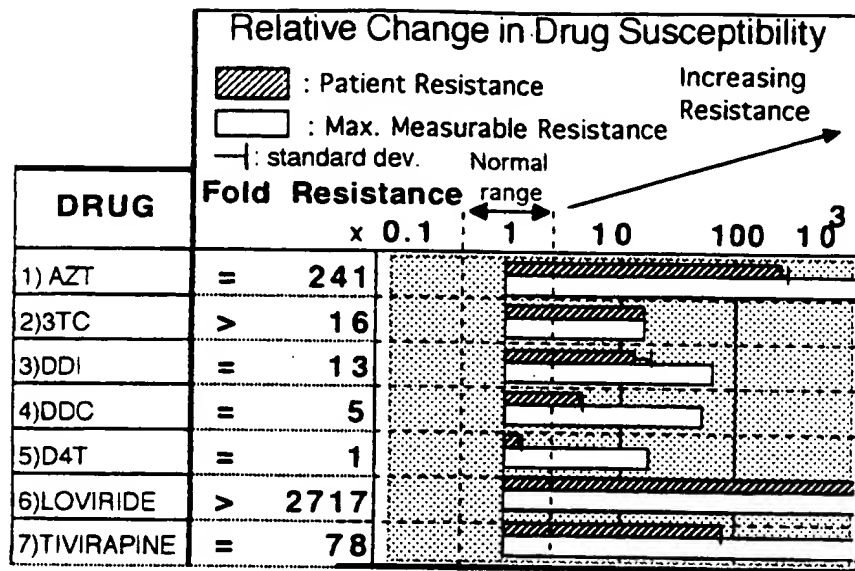 Relative Change in Drug Susceptibility
: Patient Resistance
Increasing
Resistance
: Max. Measurable Resistance
: standard dev.
Normal
range
DRUG
Fold Resistance
x 0.1 1 10 100 10^3
1) AZT = 241
2)3TC > 16
3)DDI = 13
4)DDC = 5
5)D4T = 1
6)LOVIRIDE > 2717
7)TIVIRAPINE = 78